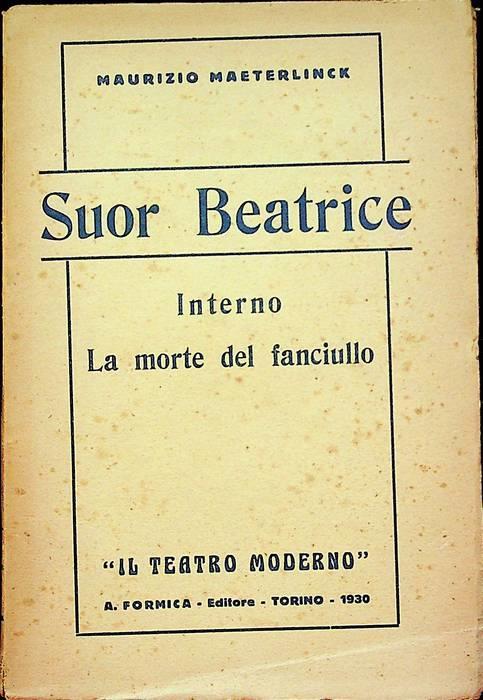 MAURIZIO MAETERLINCK
Suor Beatrice
Interno
La morte del fanciullo
"IL TEATRO MODERNO"
A. FORMICA - Editore - TORINO - 1930